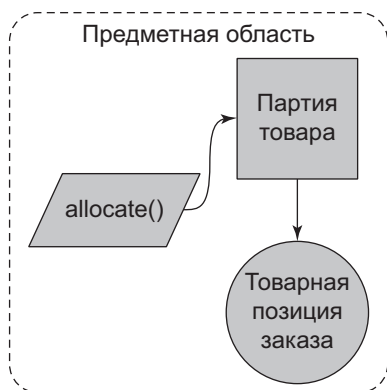 Предметная область
Партия
товара
allocate()
Товарная
позиция
заказа